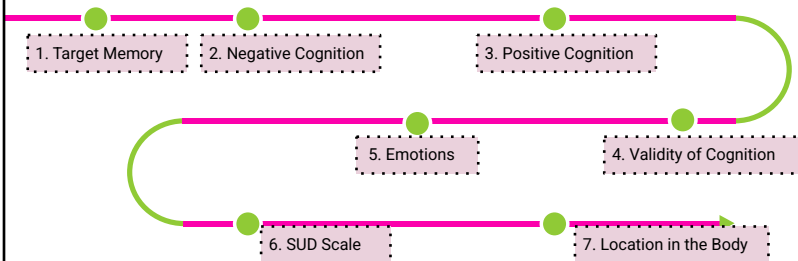 1. Target Memory
2. Negative Cognition
3. Positive Cognition
4. Validity of Cognition
5. Emotions
6. SUD Scale
7. Location in the Body